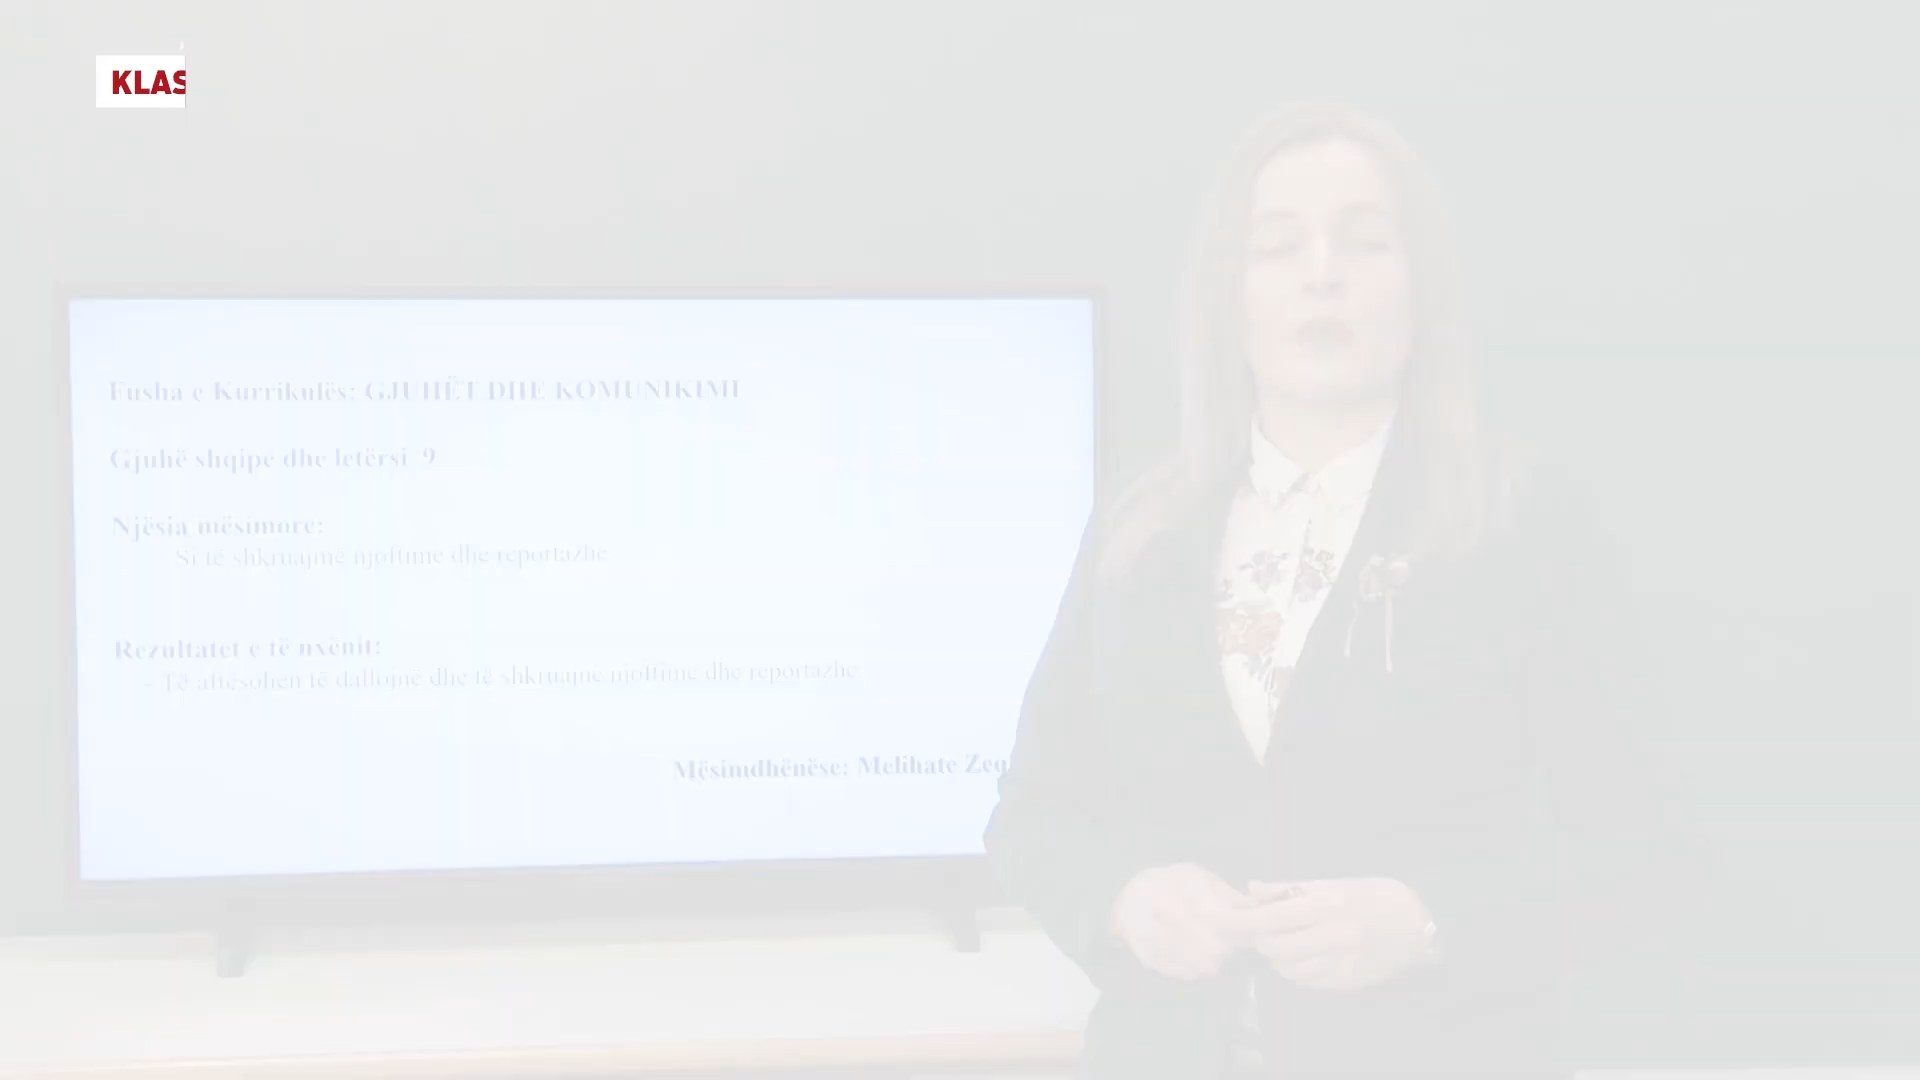 KLAS
Fusha e Kurrikulës: GJUHËT DHE KOMUNIKIMI
Gjuhë shqipe dhe letërsi 9
Njësia mësimore:
Si të shkruajmë njoftime dhe reportazhe
Rezultatet e të nxënit:
- Të aftësohen të dallojnë dhe të shkruajnë njoftime dhe reportazhe
Mësimdhënëse: Melihate Zeq